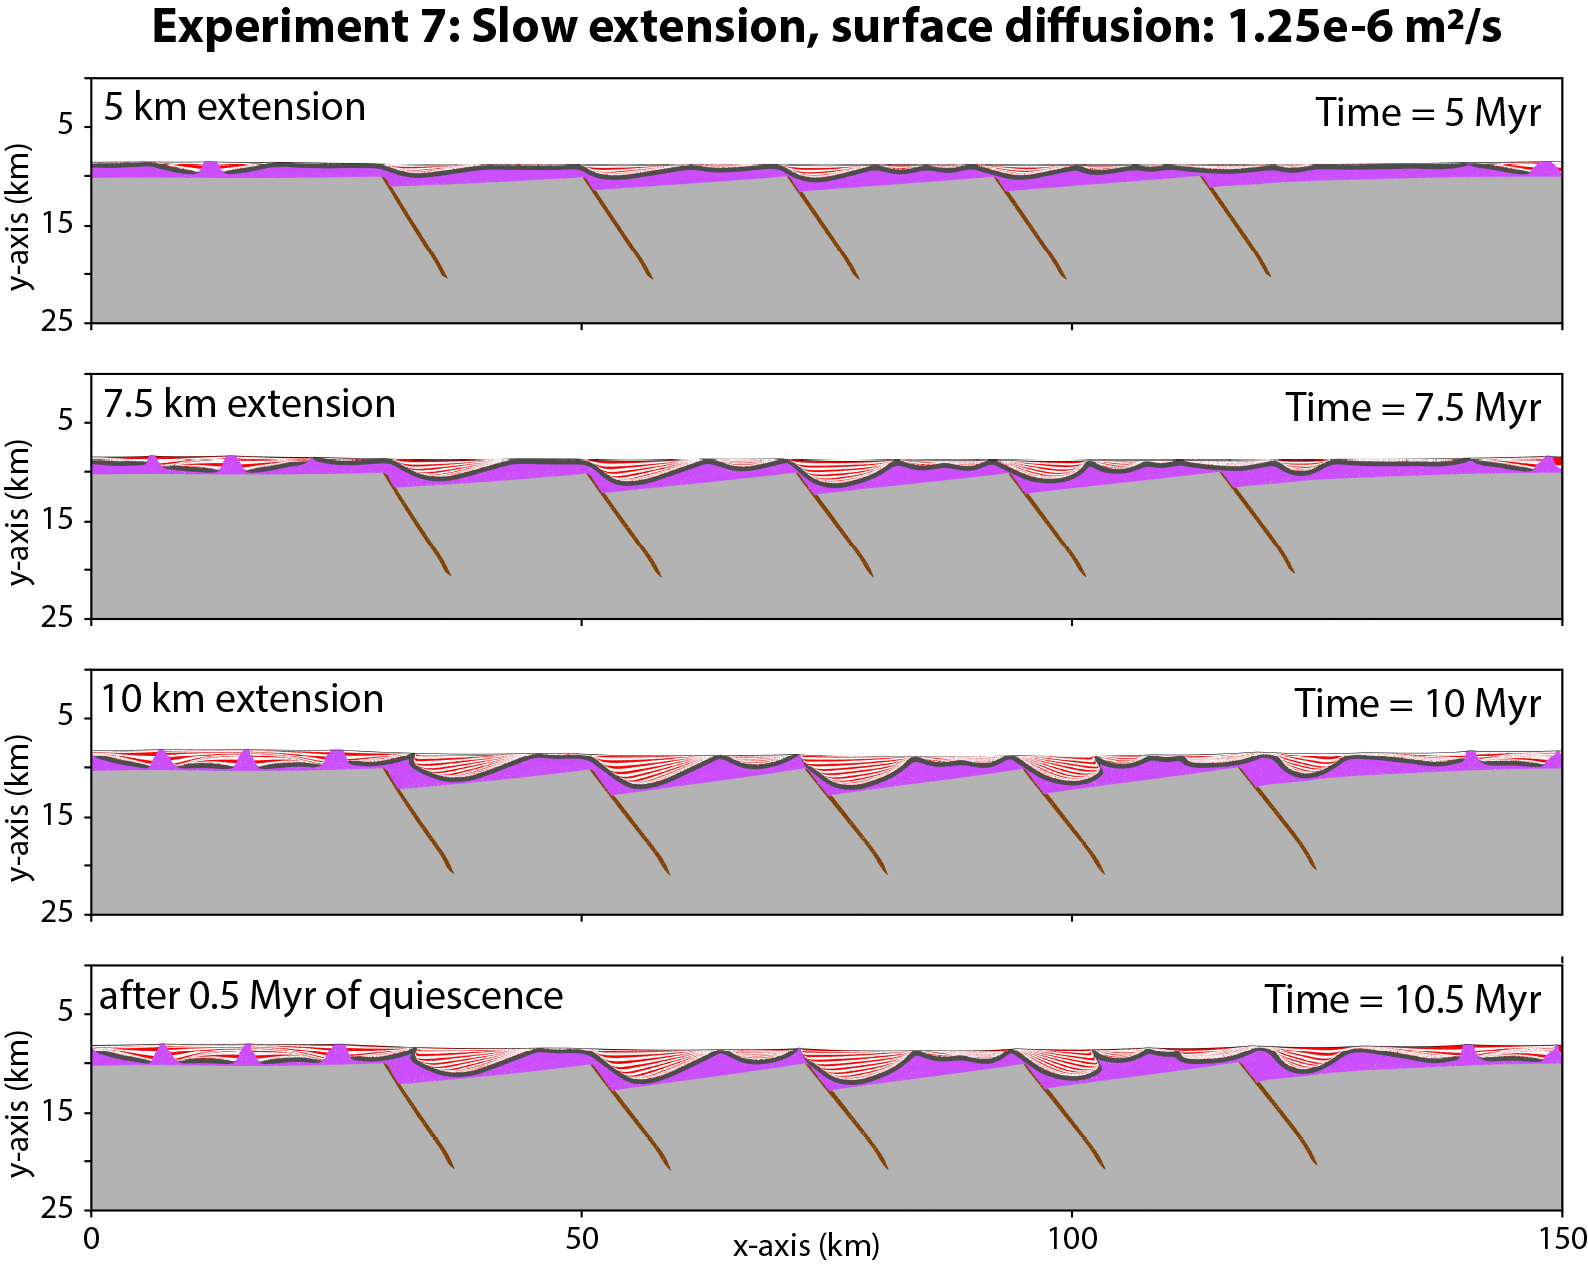 Experiment 7: Slow extension, surface diffusion: 1.25e-6 m²/s
5 km extension
Time = 5 Myr
5
15
25
y-axis (km)
7.5 km extension
Time = 7.5 Myr
5
15
25
y-axis (km)
10 km extension
Time = 10 Myr
5
15
25
y-axis (km)
after 0.5 Myr of quiescence
Time = 10.5 Myr
5
15
25
y-axis (km)
0
50
100
150
x-axis (km)